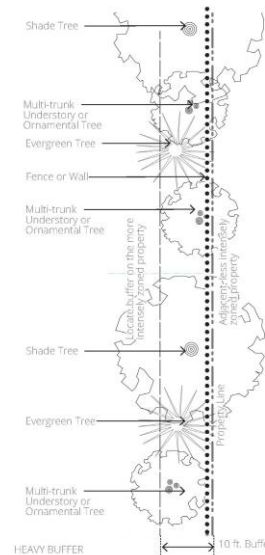 Shade Tree
Multi-trunk
Understory or
Ornamental Tree
Evergreen Tree
Fence or Wall
Multi-trunk
Understory or
Ornamental Tree
Locate buffer on the more
intensely zoned property
Adjacent less intensely
zoned property
Shade Tree
Property Line
Evergreen Tree
Multi-trunk
Understory or
Ornamental Tree
HEAVY BUFFER
10 ft. Buffe